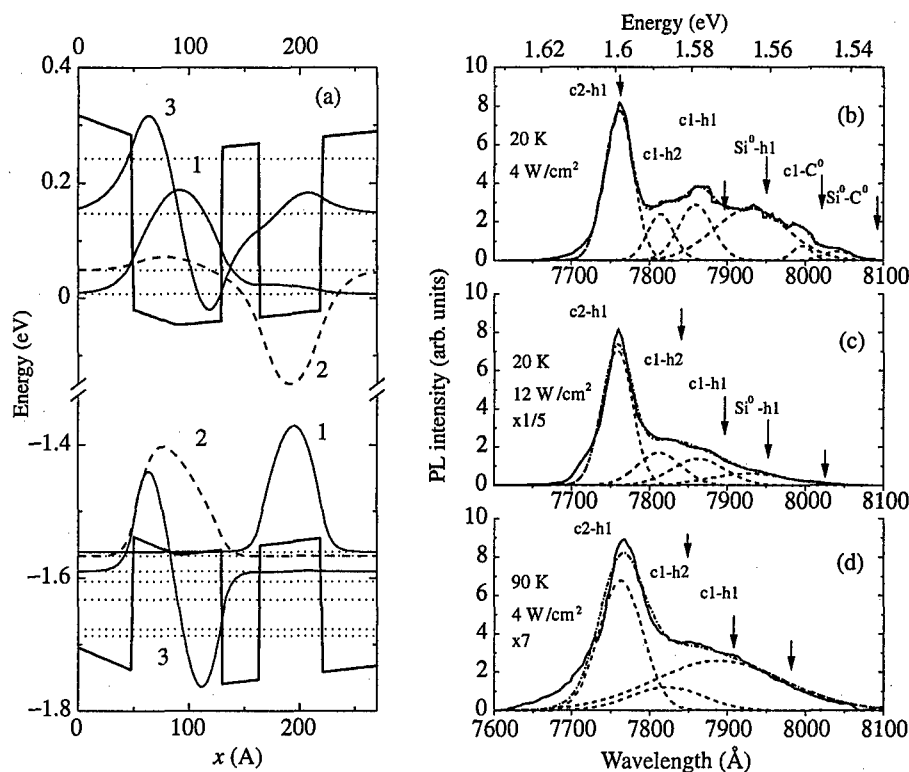 0 100 200
0.4
0.2
0
−1.4
−1.6
−1.8
Energy (eV)
(a)
3
1
2
2
1
3
0 100 200
x (A)
Energy (eV)
1.62 1.6 1.58 1.56 1.54
10
8
6
4
2
0
20 K
4 W/cm²
c2-h1
c1-h2
c1-h1
Si⁰-h1
c1-C⁰
Si⁰-C⁰
(b)
7700 7800 7900 8000 8100
10
8
6
4
2
0
PL intensity (arb. units)
20 K
12 W/cm²
x1/5
c2-h1
c1-h2
c1-h1
Si⁰-h1
(c)
7700 7800 7900 8000 8100
10
8
6
4
2
0
90 K
4 W/cm²
x7
c2-h1
c1-h2
c1-h1
(d)
7600 7700 7800 7900 8000 8100
Wavelength (Å)